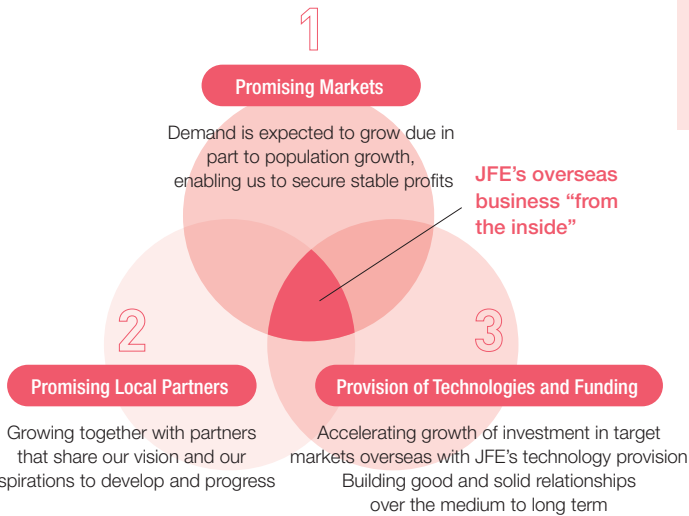 1
Promising Markets
Demand is expected to grow due in
part to population growth,
enabling us to secure stable profits
JFE’s overseas
business “from
the inside”
2
Promising Local Partners
Growing together with partners
that share our vision and our
spirations to develop and progress
3
Provision of Technologies and Funding
Accelerating growth of investment in target
markets overseas with JFE’s technology provision
Building good and solid relationships
over the medium to long term